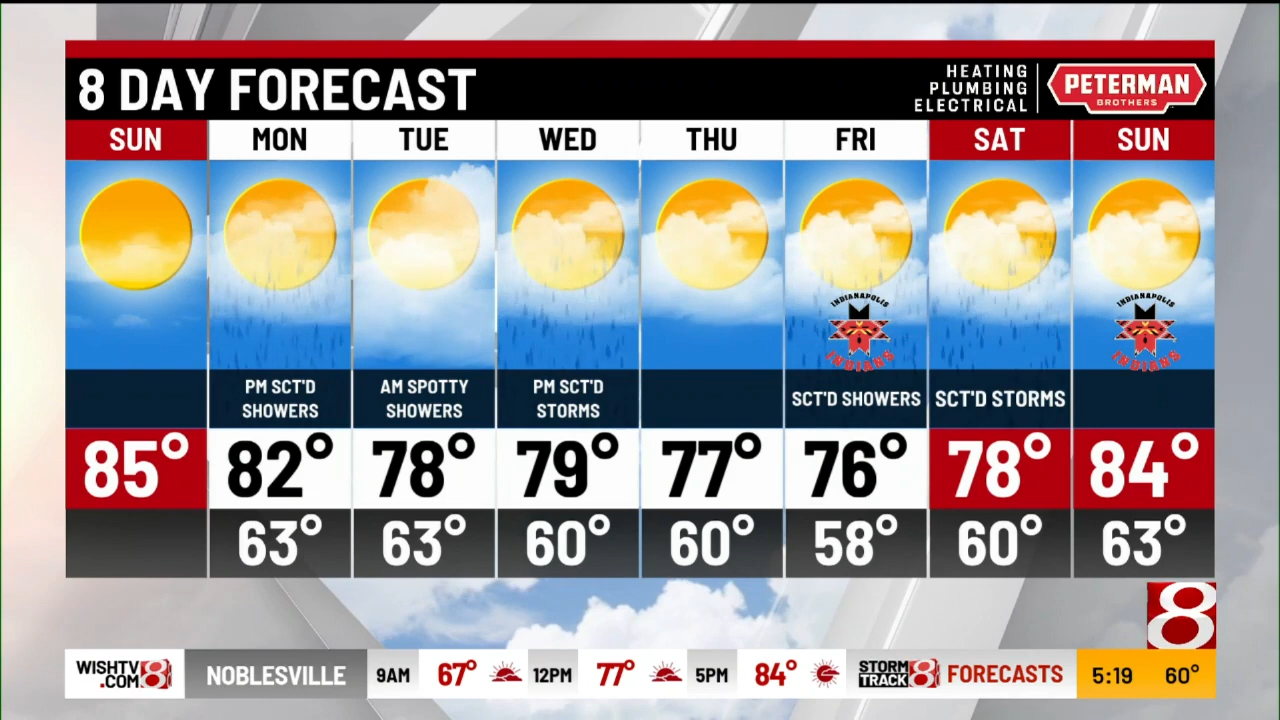 8 DAY FORECAST
HEATING
PLUMBING
ELECTRICAL
PETERMAN
BROTHERS
SUN MON TUE WED THU FRI SAT SUN
INDIANAPOLIS INDIANAPOLIS
INDIANS INDIANS
PM SCT'D
SHOWERS
AM SPOTTY
SHOWERS
PM SCT'D
STORMS
SCT'D SHOWERS
SCT'D STORMS
85° 82° 78° 79° 77° 76° 78° 84°
63° 63° 60° 60° 58° 60° 63°
8
WISHTV
.COM 8
NOBLESVILLE
9AM 67° 12PM 77° 5PM 84°
STORM
TRACK 8
FORECASTS
5:19 60°